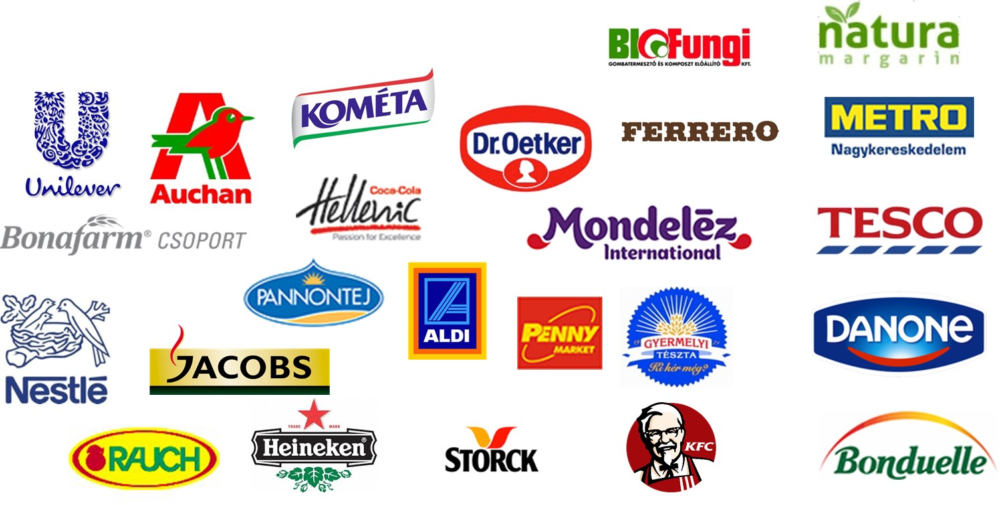 BIOFungi
GOMBATERMESZTŐ ÉS KOMPOSZT ELŐÁLLÍTÓ KFT.
natura
margarin
Unilever
Auchan
KOMÉTA
Dr.Oetker
FERRERO
METRO
Nagykereskedelem
Coca-Cola
Hellenic
Passion for Excellence
Bonafarm® CSOPORT
Mondelēz
International
TESCO
Nestlé
PANNONTEJ
JACOBS
ALDI
PENNY
MARKET
GYERMELYI
TÉSZTA
Ki kér még?
DANONE
RAUCH
TRADE MARK
Heineken®
STORCK
KFC
Bonduelle